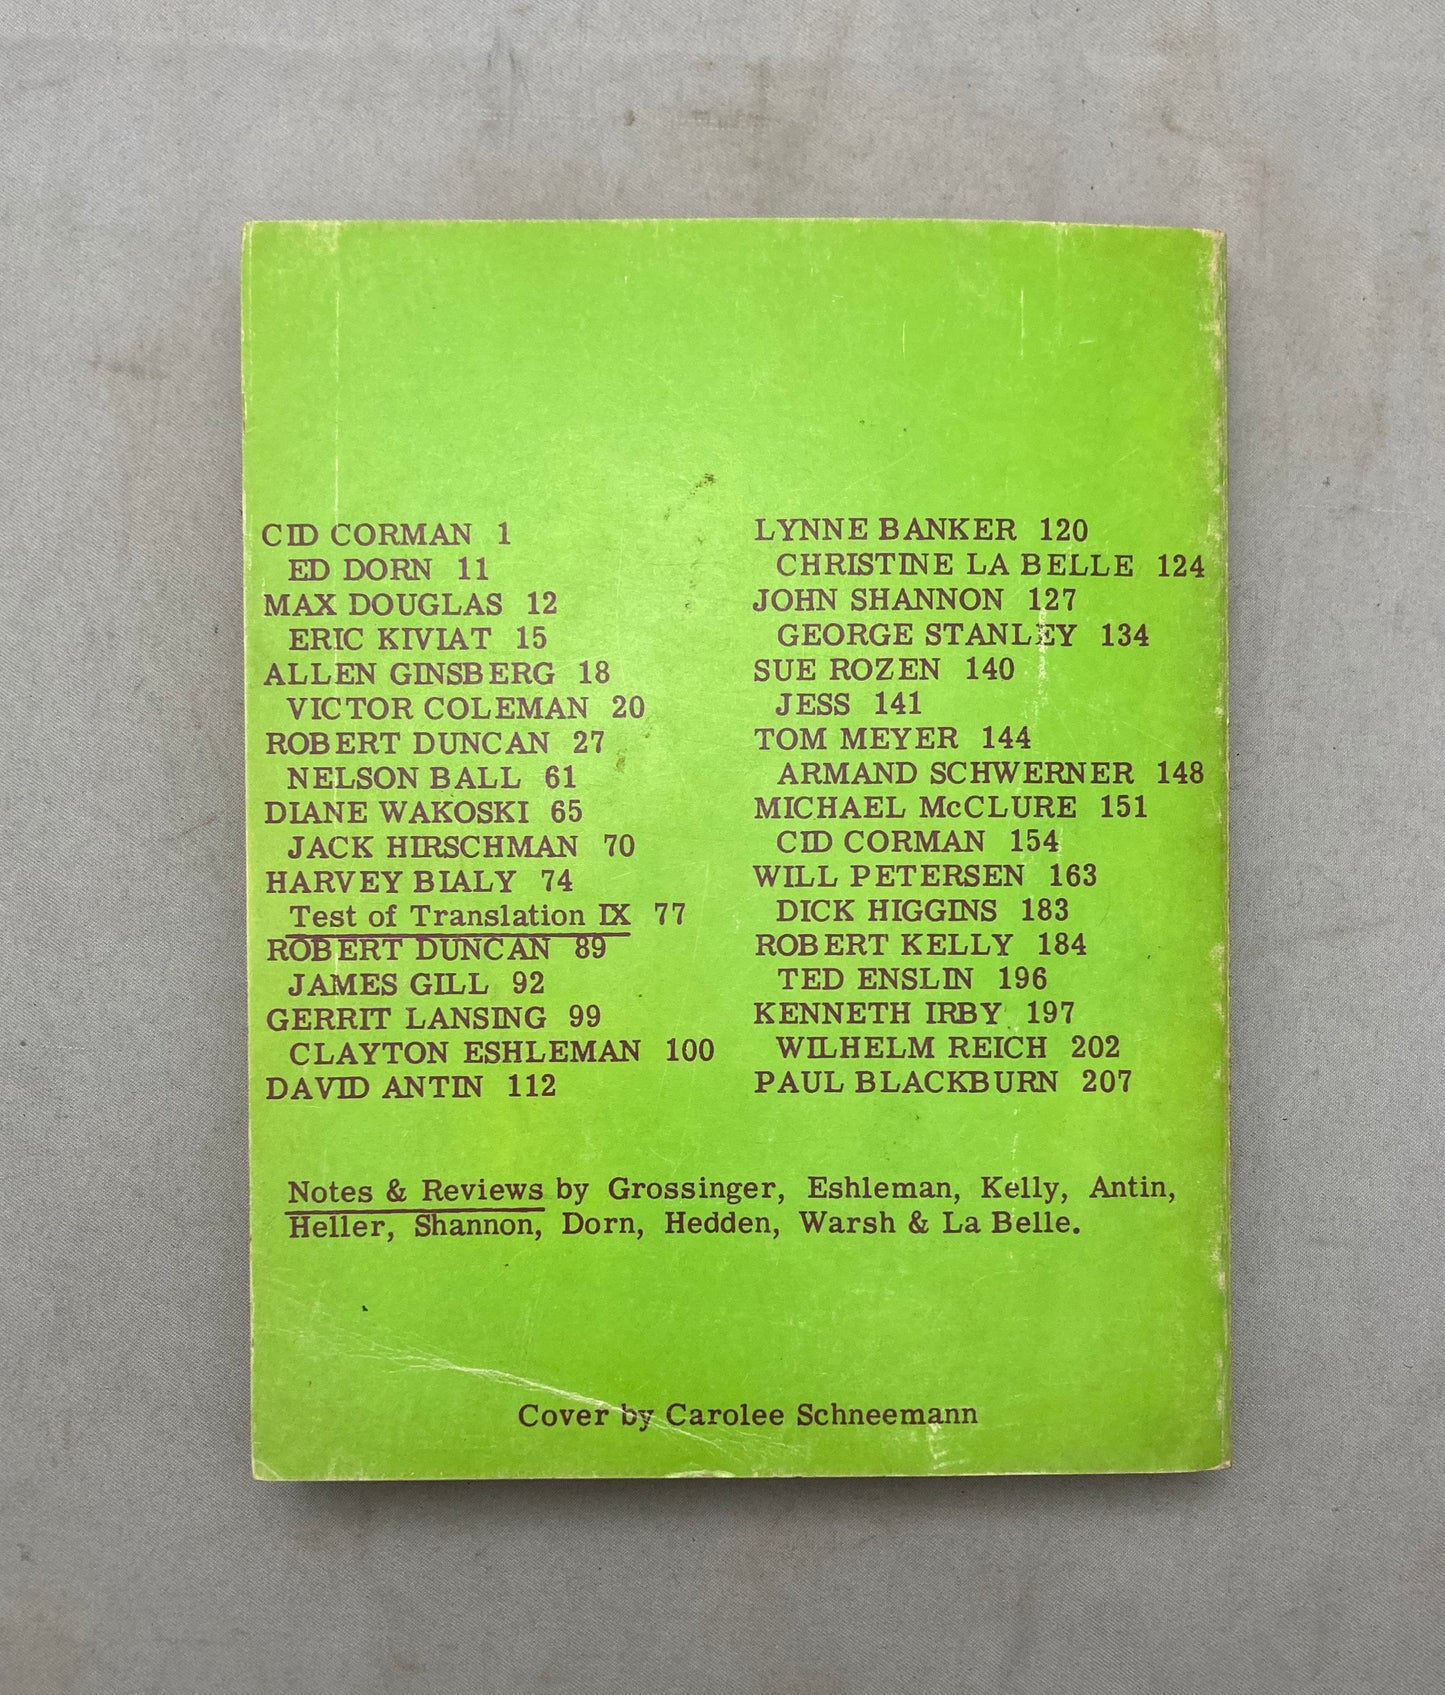 CID CORMAN 1
ED DORN 11
MAX DOUGLAS 12
ERIC KIVIAT 15
ALLEN GINSBERG 18
VICTOR COLEMAN 20
ROBERT DUNCAN 27
NELSON BALL 61
DIANE WAKOSKI 65
JACK HIRSCHMAN 70
HARVEY BIALY 74
Test of Translation IX 77
ROBERT DUNCAN 89
JAMES GILL 92
GERRIT LANSING 99
CLAYTON ESHLEMAN 100
DAVID ANTIN 112
LYNNE BANKER 120
CHRISTINE LA BELLE 124
JOHN SHANNON 127
GEORGE STANLEY 134
SUE ROZEN 140
JESS 141
TOM MEYER 144
ARMAND SCHWERNER 148
MICHAEL McCLURE 151
CID CORMAN 154
WILL PETERSEN 163
DICK HIGGINS 183
ROBERT KELLY 184
TED ENSLIN 196
KENNETH IRBY 197
WILHELM REICH 202
PAUL BLACKBURN 207
Notes & Reviews by Grossinger, Eshleman, Kelly, Antin,
Heller, Shannon, Dorn, Hedden, Warsh & La Belle.
Cover by Carolee Schneemann